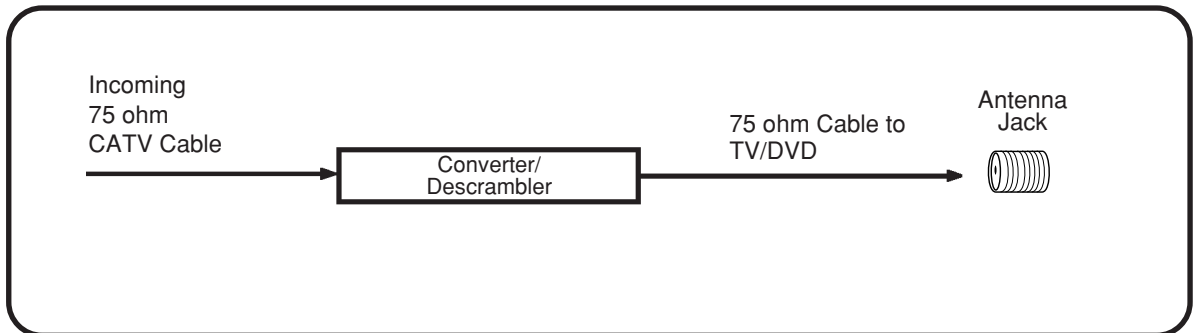 Incoming
75 ohm
CATV Cable
Converter/
Descrambler
75 ohm Cable to
TV/DVD
Antenna
Jack